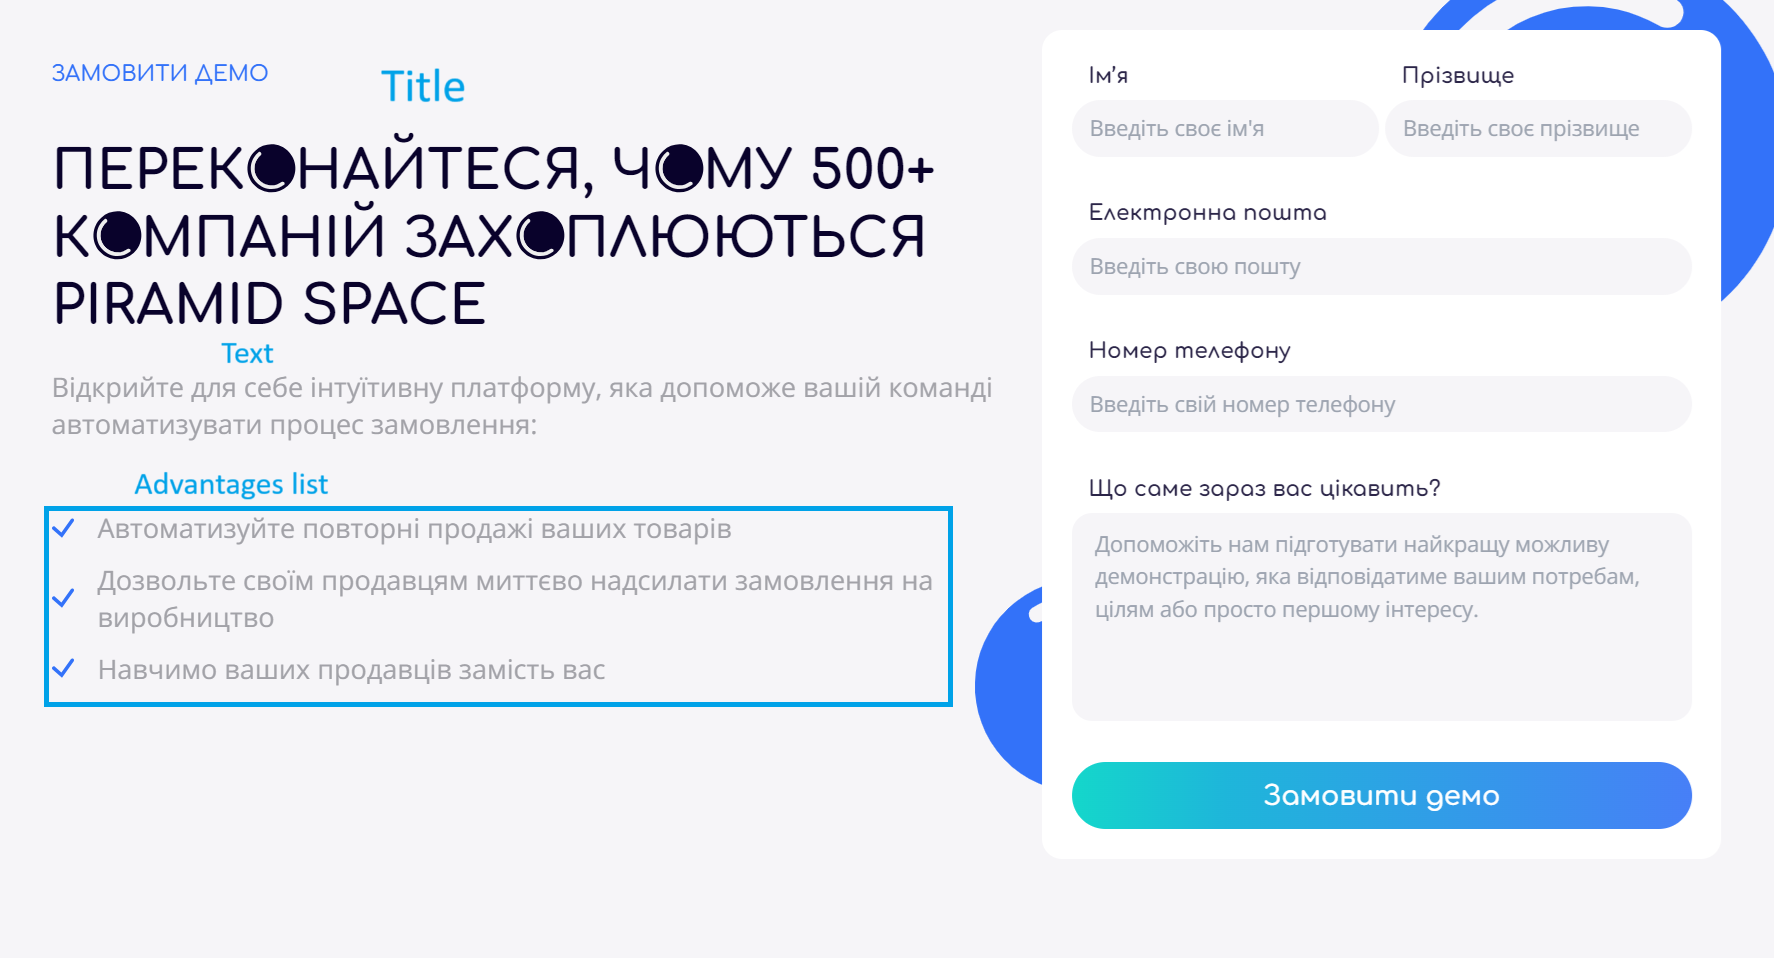 ЗАМОВИТИ ДЕМО
Title
ПЕРЕКОНАЙТЕСЯ, ЧОМУ 500+
КОМПАНІЙ ЗАХОПЛЮЮТЬСЯ
PIRAMID SPACE
Text
Відкрийте для себе інтуїтивну платформу, яка допоможе вашій команді
автоматизувати процес замовлення:
Advantages list
Автоматизуйте повторні продажі ваших товарів
Дозвольте своїм продавцям миттєво надсилати замовлення на
виробництво
Навчимо ваших продавців замість вас
Ім’я
Прізвище
Введіть своє ім'я
Введіть своє прізвище
Електронна пошта
Введіть свою пошту
Номер телефону
Введіть свій номер телефону
Що саме зараз вас цікавить?
Допоможіть нам підготувати найкращу можливу
демонстрацію, яка відповідатиме вашим потребам,
цілям або просто першому інтересу.
Замовити демо